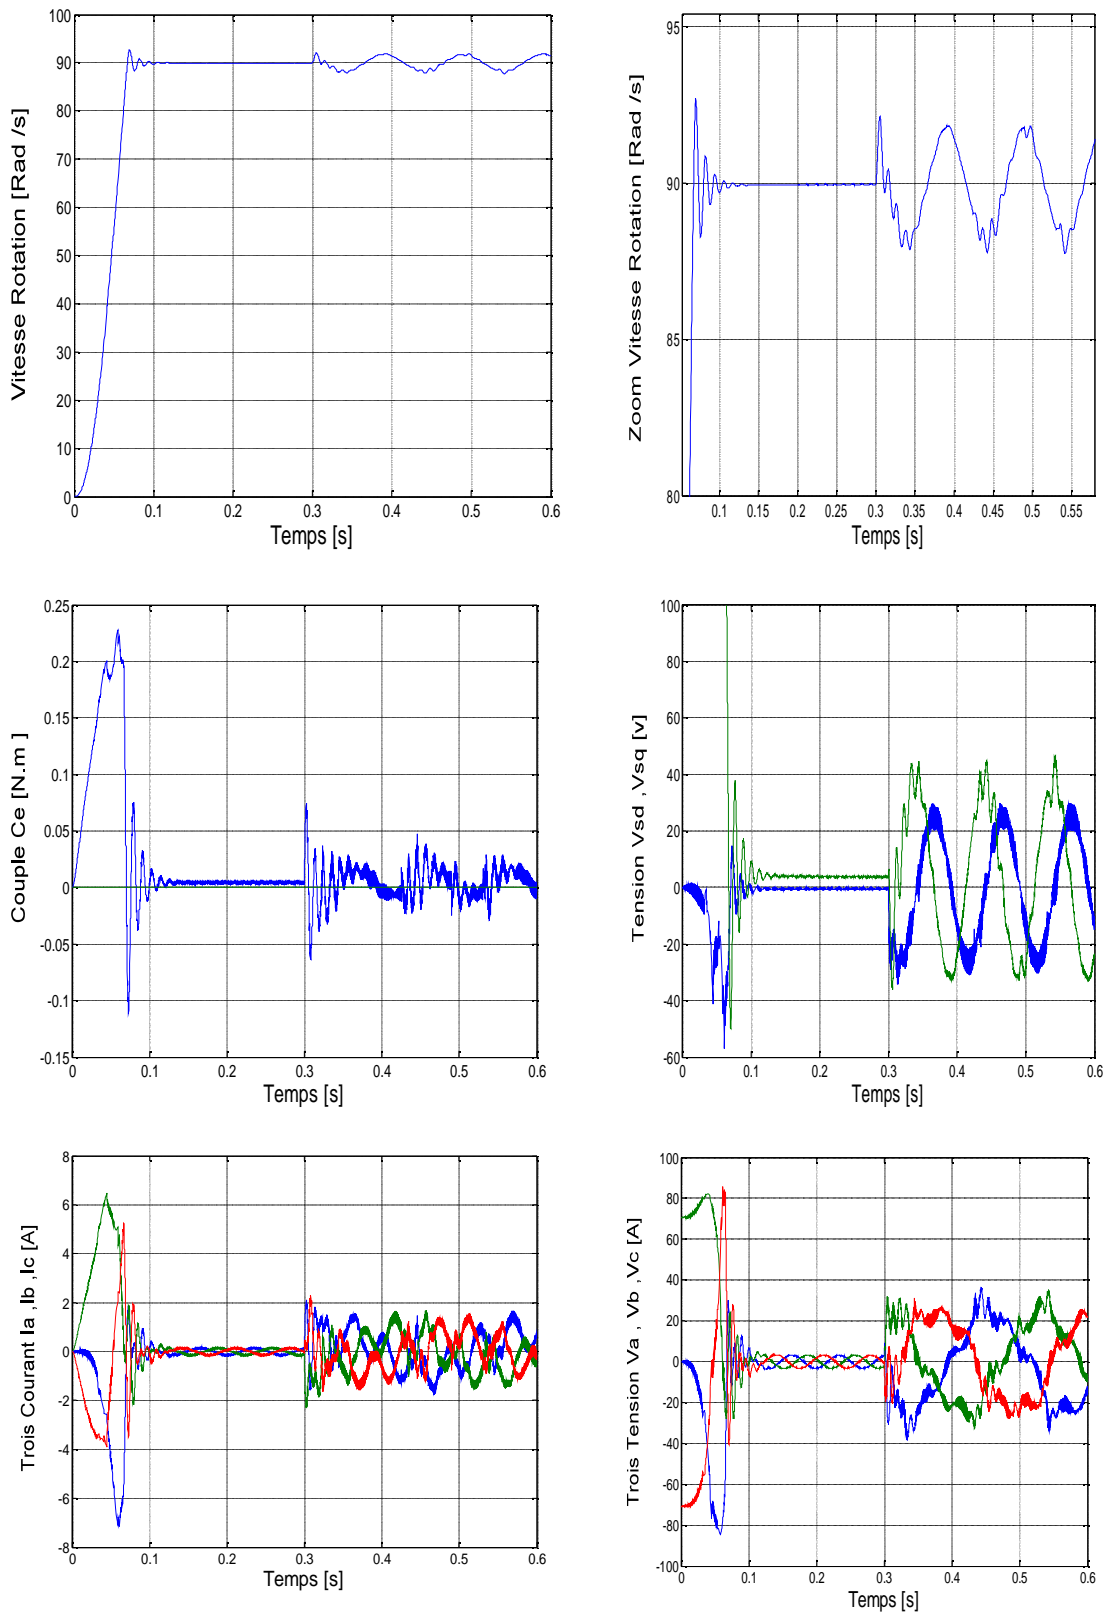 Vitesse Rotation [Rad /s]
100
90
80
70
60
50
40
30
20
10
0
0 0.1 0.2 0.3 0.4 0.5 0.6
Temps [s]
Zoom Vitesse Rotation [Rad /s]
95
90
85
80
0.1 0.15 0.2 0.25 0.3 0.35 0.4 0.45 0.5 0.55
Temps [s]
Couple Ce [N.m ]
0.25
0.2
0.15
0.1
0.05
0
-0.05
-0.1
-0.15
0 0.1 0.2 0.3 0.4 0.5 0.6
Temps [s]
Tension Vsd ,Vsq [v]
100
80
60
40
20
0
-20
-40
-60
0 0.1 0.2 0.3 0.4 0.5 0.6
Temps [s]
Trois Courant Ia , Ib , Ic [A]
8
6
4
2
0
-2
-4
-6
-8
0 0.1 0.2 0.3 0.4 0.5 0.6
Temps [s]
Trois Tension Va , Vb , Vc [A]
100
80
60
40
20
0
-20
-40
-60
-80
-100
0 0.1 0.2 0.3 0.4 0.5 0.6
Temps [s]